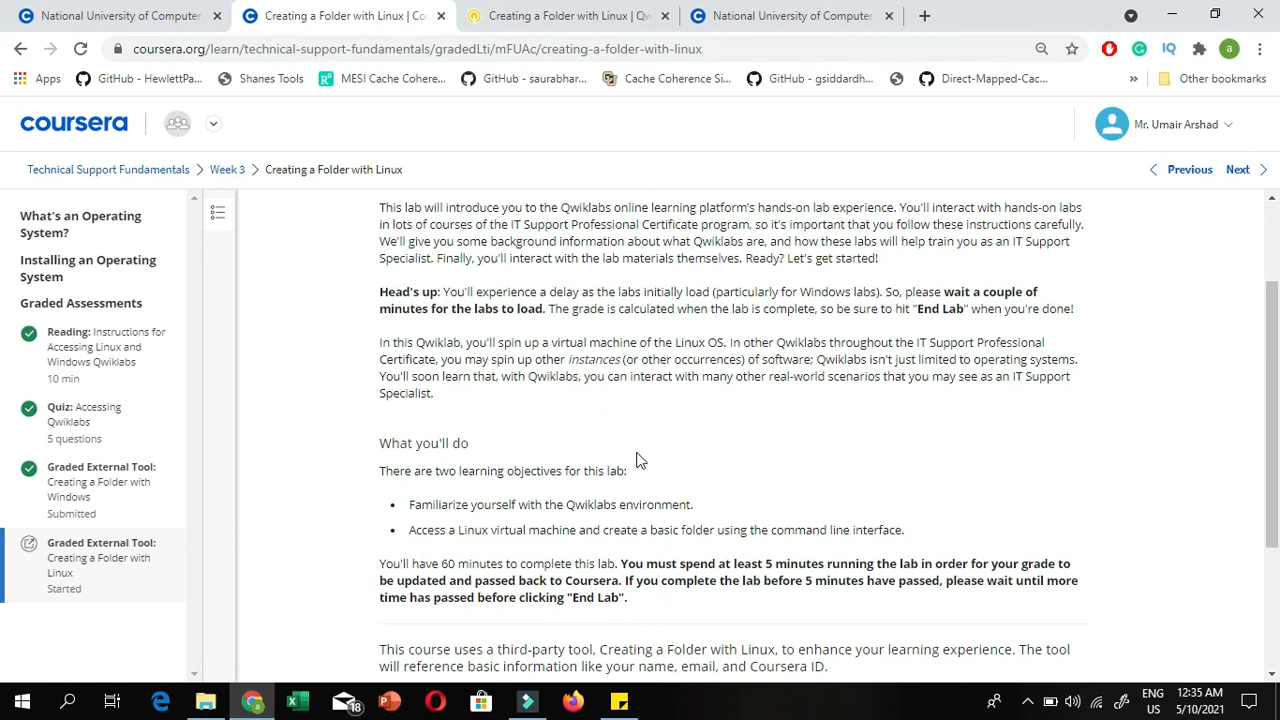 National University of Computer × Creating a Folder with Linux | Co × Creating a Folder with Linux | Qw × National University of Computer × +
coursera.org/learn/technical-support-fundamentals/gradedLti/mFUAc/creating-a-folder-with-linux
Apps GitHub - HewlettPa... Shanes Tools MESI Cache Cohere... GitHub - saurabhar... Cache Coherence Si... GitHub - gsiddardh... Direct-Mapped-Cac... » Other bookmarks
coursera Mr. Umair Arshad
Technical Support Fundamentals > Week 3 > Creating a Folder with Linux < Previous Next >
What's an Operating
System?
Installing an Operating
System
Graded Assessments
Reading: Instructions for
Accessing Linux and
Windows Qwiklabs
10 min
Quiz: Accessing
Qwiklabs
5 questions
Graded External Tool:
Creating a Folder with
Windows
Submitted
Graded External Tool:
Creating a Folder with
Linux
Started
This lab will introduce you to the Qwiklabs online learning platform's hands-on lab experience. You'll interact with hands-on labs
in lots of courses of the IT Support Professional Certificate program, so it's important that you follow these instructions carefully.
We'll give you some background information about what Qwiklabs are, and how these labs will help train you as an IT Support
Specialist. Finally, you'll interact with the lab materials themselves. Ready? Let's get started!
Head's up: You'll experience a delay as the labs initially load (particularly for Windows labs). So, please wait a couple of
minutes for the labs to load. The grade is calculated when the lab is complete, so be sure to hit "End Lab" when you're done!
In this Qwiklab, you'll spin up a virtual machine of the Linux OS. In other Qwiklabs throughout the IT Support Professional
Certificate, you may spin up other instances (or other occurrences) of software: Qwiklabs isn't just limited to operating systems.
You'll soon learn that, with Qwiklabs, you can interact with many other real-world scenarios that you may see as an IT Support
Specialist.
What you'll do
There are two learning objectives for this lab:
• Familiarize yourself with the Qwiklabs environment.
• Access a Linux virtual machine and create a basic folder using the command line interface.
You'll have 60 minutes to complete this lab. You must spend at least 5 minutes running the lab in order for your grade to
be updated and passed back to Coursera. If you complete the lab before 5 minutes have passed, please wait until more
time has passed before clicking "End Lab".
This course uses a third-party tool, Creating a Folder with Linux, to enhance your learning experience. The tool
will reference basic information like your name, email, and Coursera ID.
18
ENG
US
12:35 AM
5/10/2021